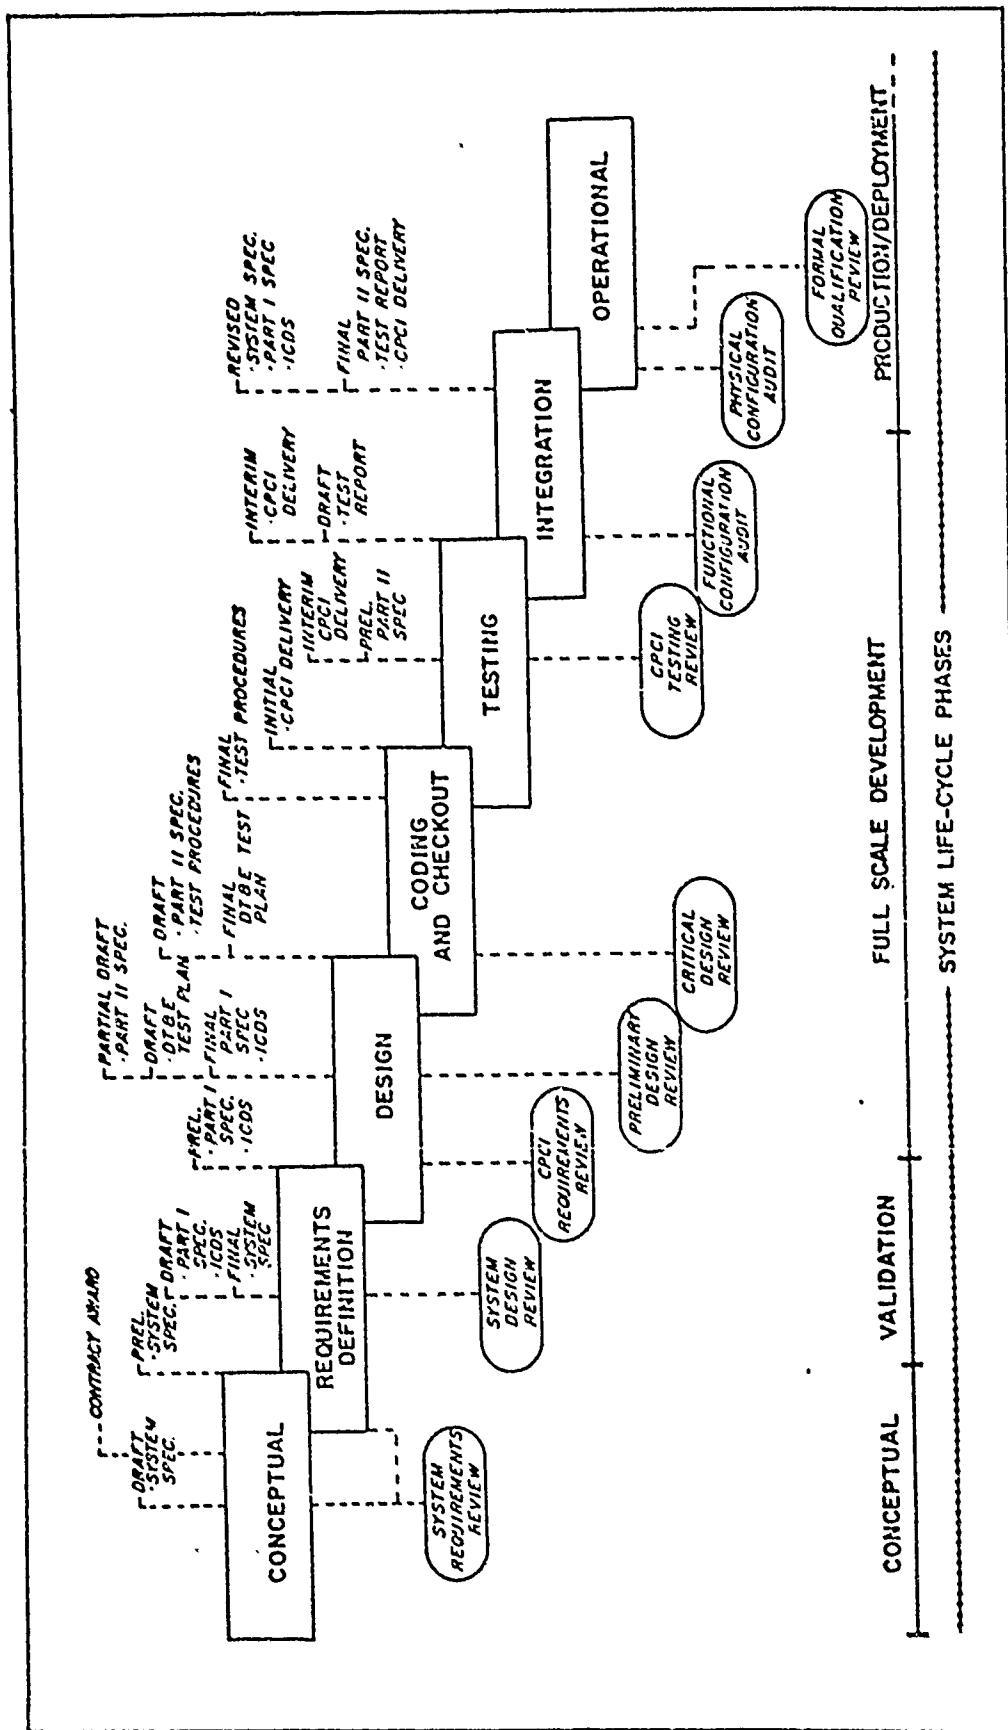 CONTRACT AWARD
DRAFT
·SYSTEM
SPEC.
PREL.
·SYSTEM
SPEC.
DRAFT
·PART I
SPEC.
·ICDS
FINAL
·SYSTEM
SPEC
PREL.
·PART I
SPEC.
·ICDS
PARTIAL DRAFT
·PART II SPEC.
DRAFT
·DT&E
TEST PLAN
FINAL
PART I
SPEC
·ICDS
DRAFT
·PART II SPEC.
·TEST PROCEDURES
FINAL
DT&E TEST
PLAN
FINAL
·TEST PROCEDURES
INITIAL
·CPCI DELIVERY
INTERIM
CPCI
DELIVERY
PREL.
PART II
SPEC
INTERIM
·CPCI
DELIVERY
DRAFT
·TEST
REPORT
REVISED
·SYSTEM SPEC.
·PART I SPEC
·ICDS
FINAL
PART II SPEC.
·TEST REPORT
·CPCI DELIVERY
CONCEPTUAL
REQUIREMENTS
DEFINITION
DESIGN
CODING
AND CHECKOUT
TESTING
INTEGRATION
OPERATIONAL
SYSTEM
REQUIREMENTS
REVIEW
SYSTEM
DESIGN
REVIEW
CPCI
REQUIREMENTS
REVIEW
PRELIMINARY
DESIGN
REVIEW
CRITICAL
DESIGN
REVIEW
CPCI
TESTING
REVIEW
FUNCTIONAL
CONFIGURATION
AUDIT
PHYSICAL
CONFIGURATION
AUDIT
FORMAL
QUALIFICATION
REVIEW
CONCEPTUAL
VALIDATION
FULL SCALE DEVELOPMENT
PRODUCTION/DEPLOYMENT
SYSTEM LIFE-CYCLE PHASES